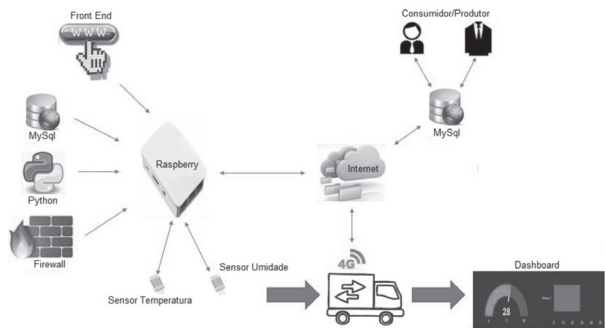 Front End
WWW
Consumidor/Produtor
MySql
MySql
Raspberry
Internet
Python
Firewall
Sensor Umidade
Sensor Temperatura
4G
Dashboard
28